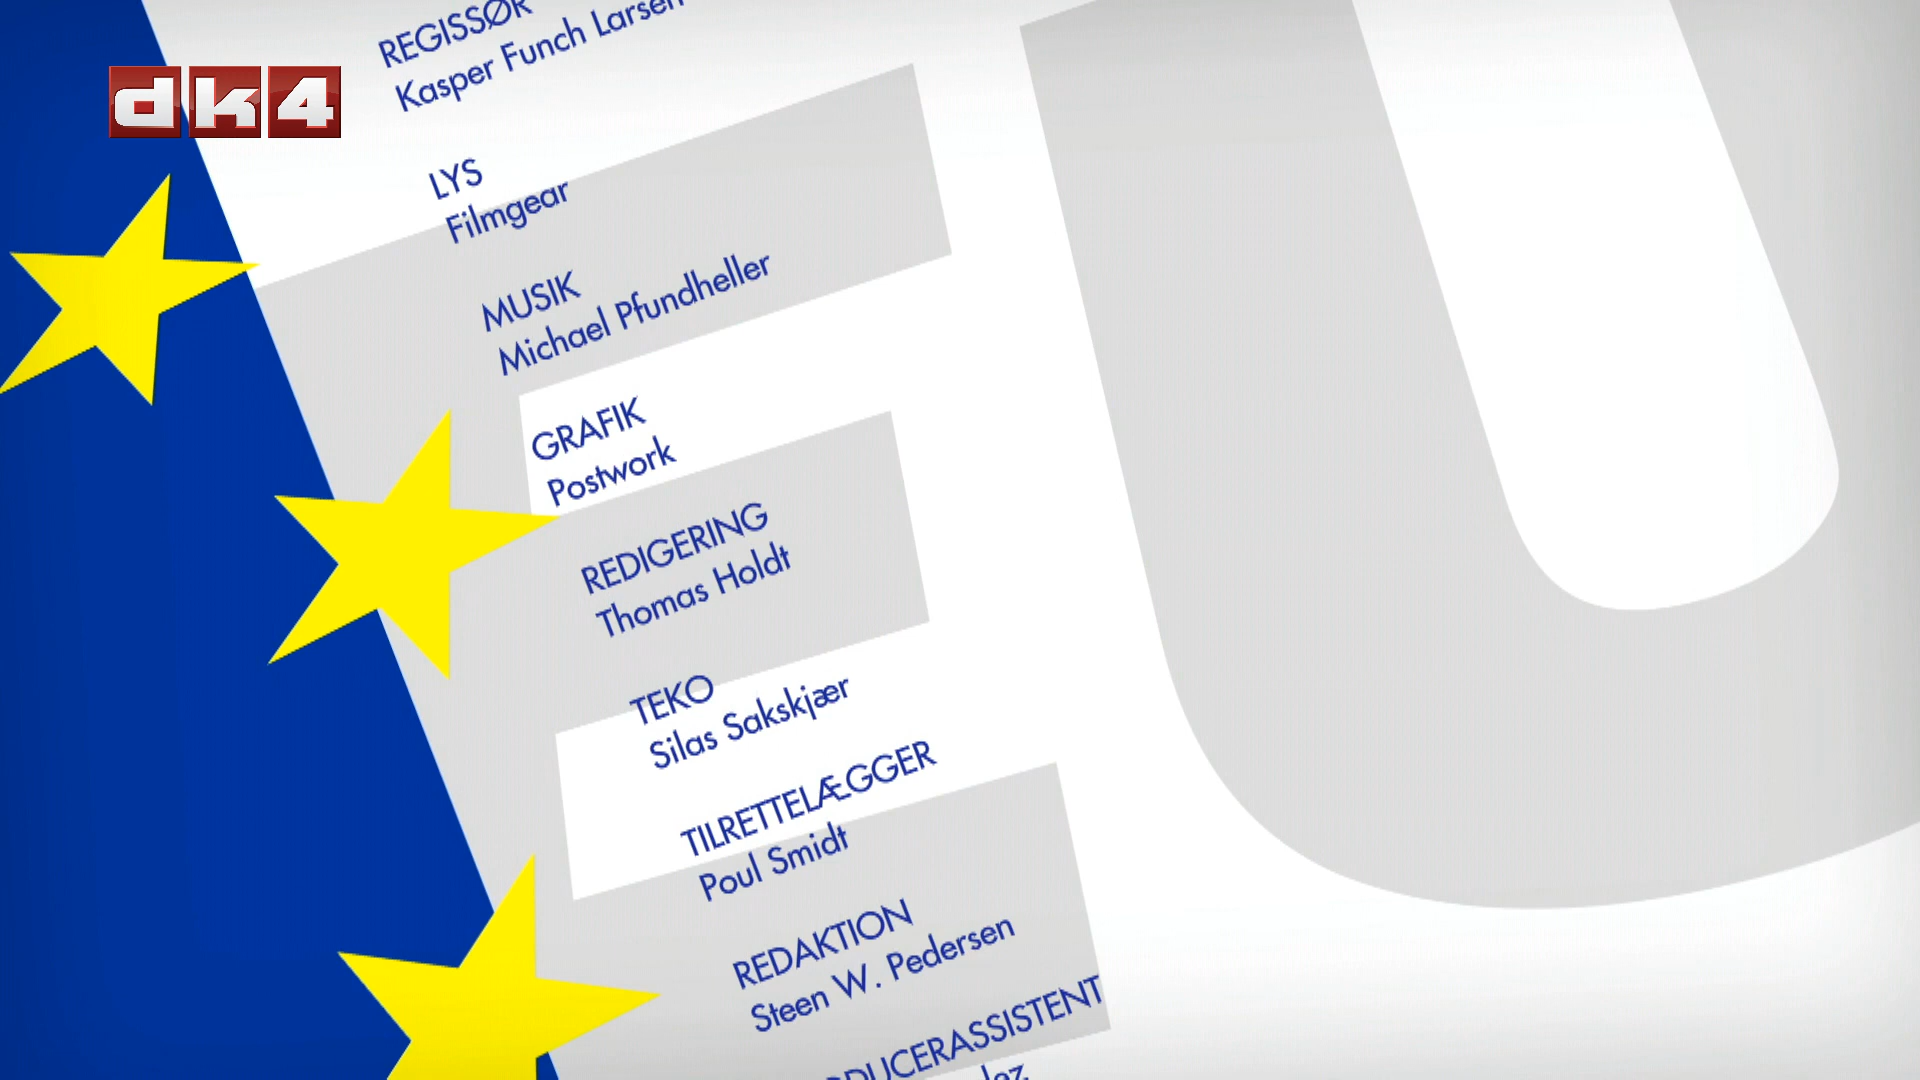 REGISSØR
Kasper Funch Larsen
dk4
LYS
Filmgear
MUSIK
Michael Pfundheller
GRAFIK
Postwork
REDIGERING
Thomas Holdt
TEKO
Silas Sakskjær
TILRETTELÆGGER
Poul Smidt
REDAKTION
Steen W. Pedersen
DUCERASSISTENT
EU